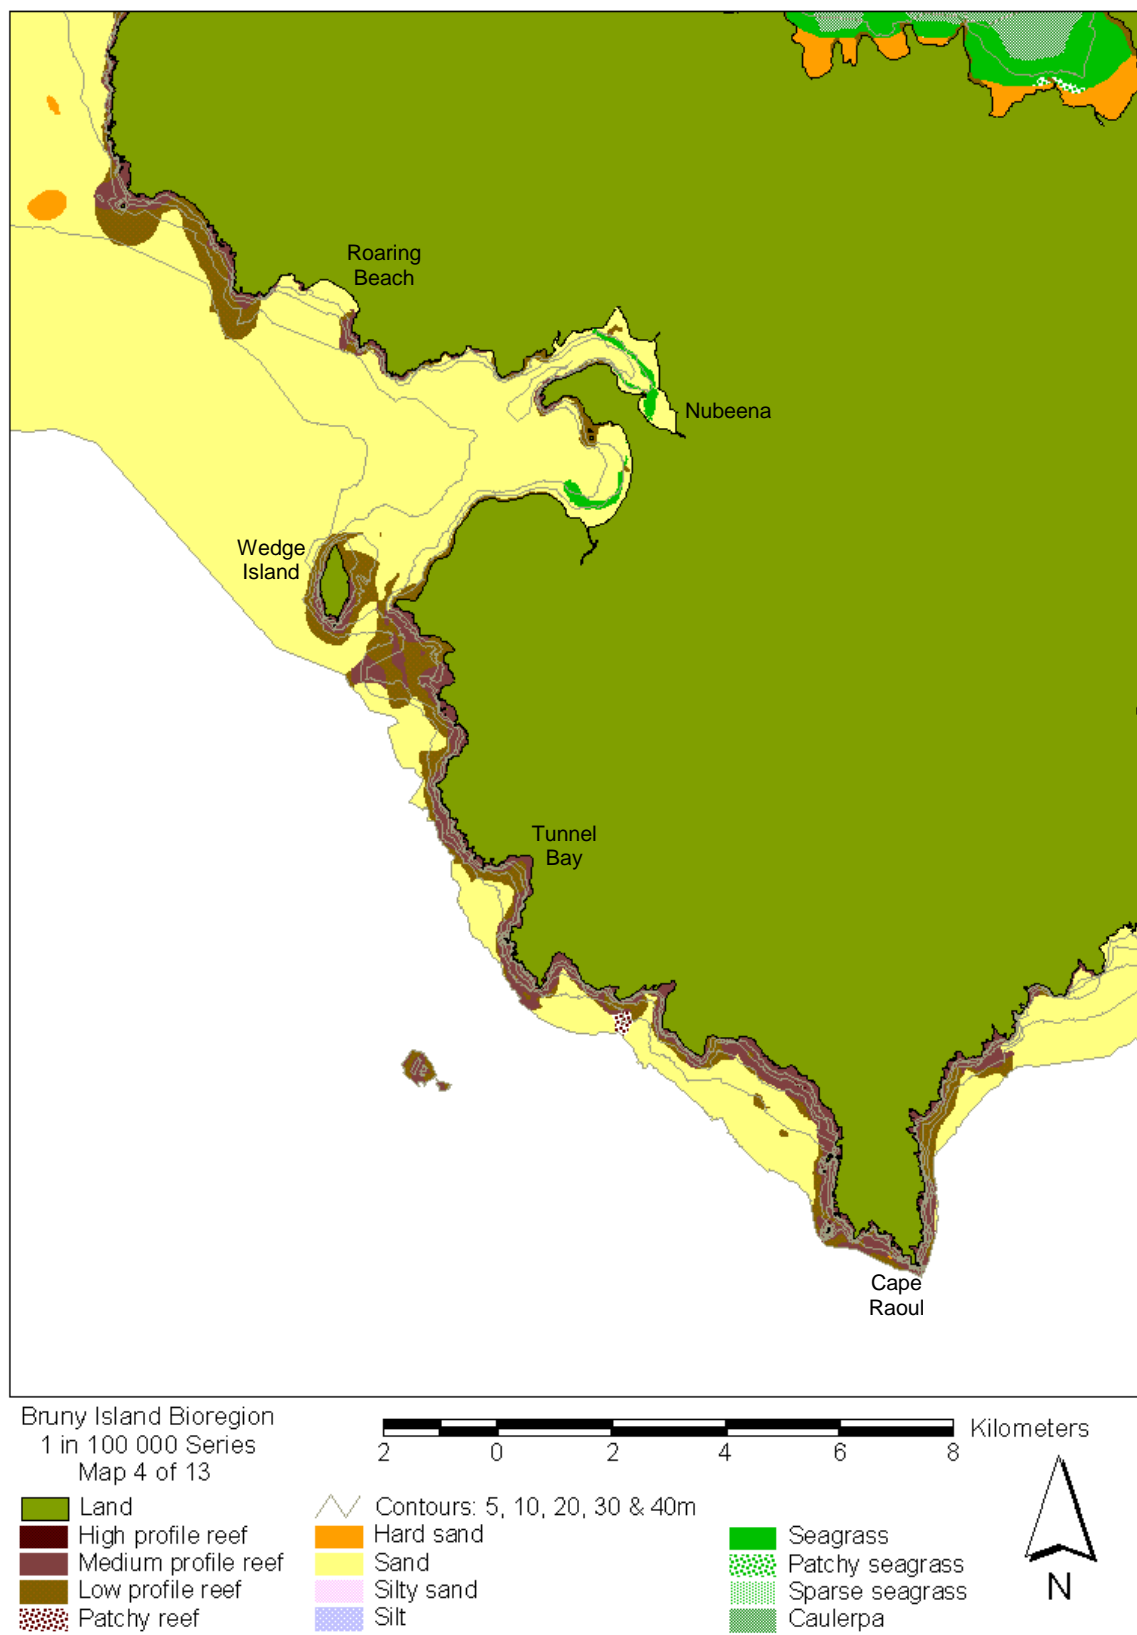 Roaring
Beach
Nubeena
Wedge
Island
Tunnel
Bay
Cape
Raoul
Bruny Island Bioregion
1 in 100 000 Series
Map 4 of 13
2 0 2 4 6 8 Kilometers
Land
High profile reef
Medium profile reef
Low profile reef
Patchy reef
Contours: 5, 10, 20, 30 & 40m
Hard sand
Sand
Silty sand
Silt
Seagrass
Patchy seagrass
Sparse seagrass
Caulerpa
N